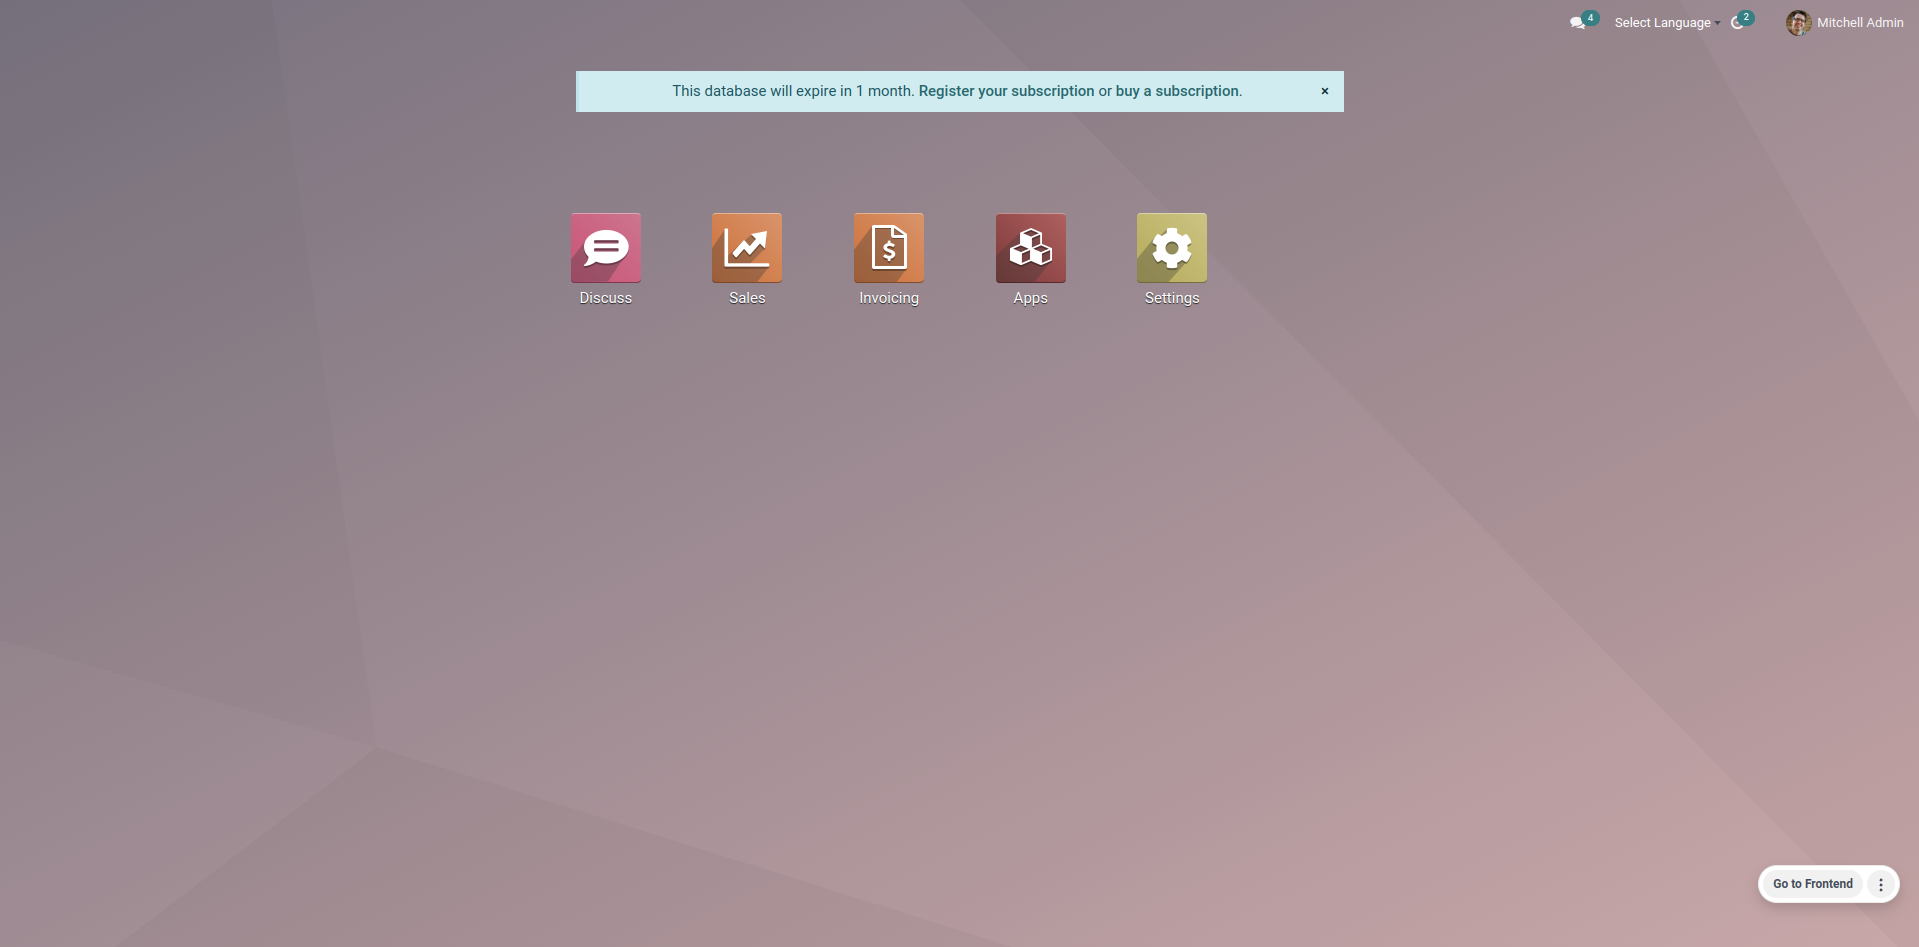 4
Select Language
2
Mitchell Admin
This database will expire in 1 month. Register your subscription or buy a subscription.
×
Discuss
Sales
Invoicing
Apps
Settings
Go to Frontend